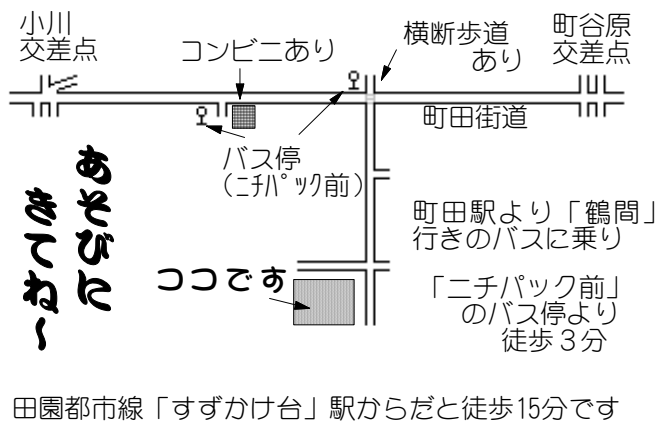 小川
交差点
コンビニあり
横断歩道
あり
町谷原
交差点
町田街道
バス停
(ニチパック前)
あそびに
きてね～
町田駅より「鶴間」
行きのバスに乗り
ココです
「ニチパック前」
のバス停より
徒歩３分
田園都市線「すずかけ台」駅からだと徒歩15分です